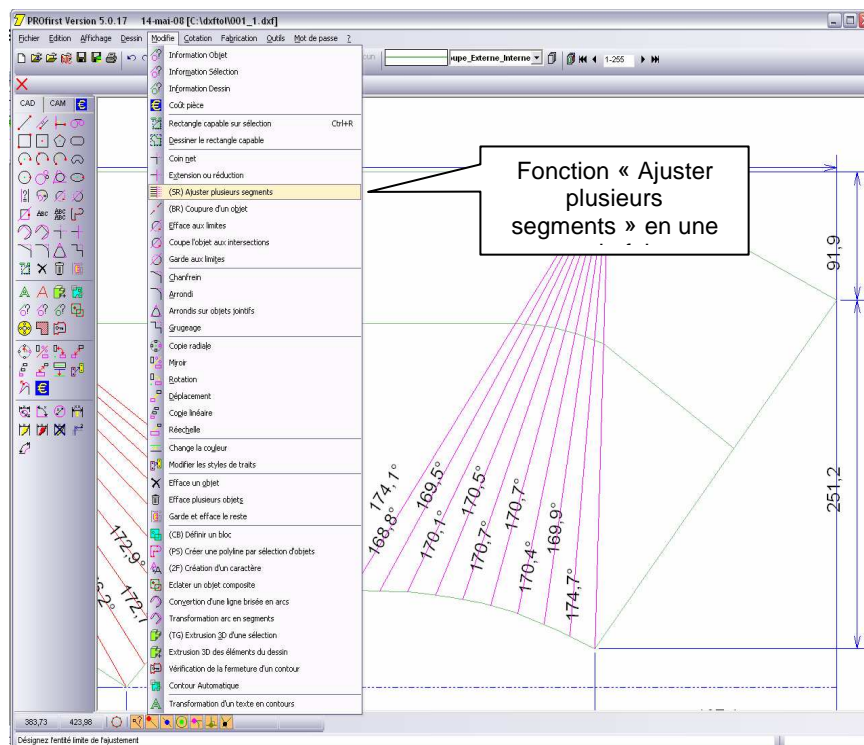 PROfirst Version 5.0.17 14-mai-08 [C:\dxftol\001_1.dxf]
Fichier Edition Affichage Dessin Modifie Cotation Fabrication Outils Mot de passe ?
oupe_Externe_Interne
1-255
CAD CAM €
Information Objet
Information Sélection
Information Dessin
Coût pièce
Rectangle capable sur sélection Ctrl+R
Dessiner le rectangle capable
Coin net
Extension ou réduction
(SR) Ajuster plusieurs segments
(BR) Coupure d'un objet
Efface aux limites
Coupe l'objet aux intersections
Garde aux limites
Chanfrein
Arrondi
Arrondis sur objets jointifs
Grugeage
Copie radiale
Miroir
Rotation
Déplacement
Copie linéaire
Réechelle
Change la couleur
Modifier les styles de traits
Efface un objet
Efface plusieurs objets
Garde et efface le reste
(CB) Définir un bloc
(PS) Créer une polyline par sélection d'objets
(2F) Création d'un caractère
Eclater un objet composite
Convertion d'une ligne brisée en arcs
Transformation arc en segments
(TG) Extrusion 3D d'une sélection
Extrusion 3D des éléments du dessin
Vérification de la fermeture d'un contour
Contour Automatique
Transformation d'un texte en contours
Fonction « Ajuster
plusieurs
segments » en une
91,9
251,2
174,1°
168,8°
169,5°
170,1°
170,5°
170,7°
170,7°
170,4°
169,9°
174,7°
172,9°
172,
383,73 423,98
Désignez l'entité limite de l'ajustement